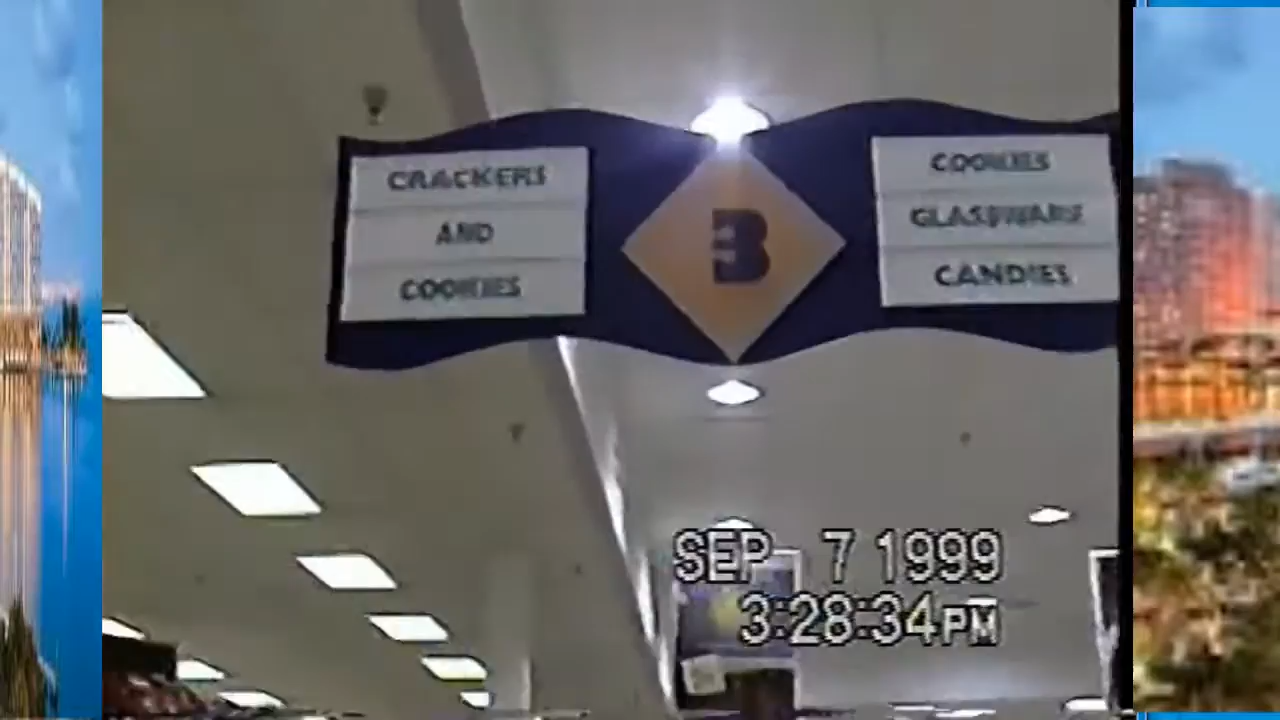 CRACKERS
AND
COOKIES
3
COOKIES
GLASSWARE
CANDIES
SEP 7 1999
3:28:34PM